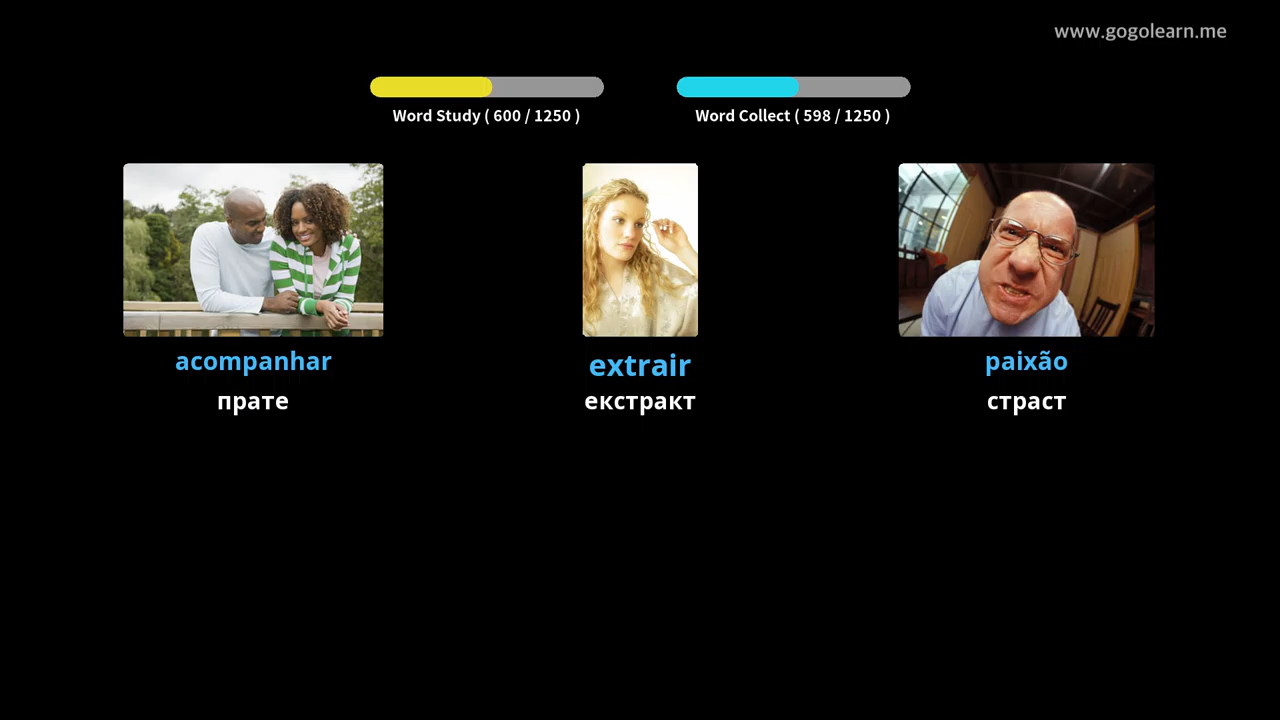 www.gogolearn.me
Word Study ( 600 / 1250 )
Word Collect ( 598 / 1250 )
acompanhar
extrair
paixão
прате
екстракт
страст